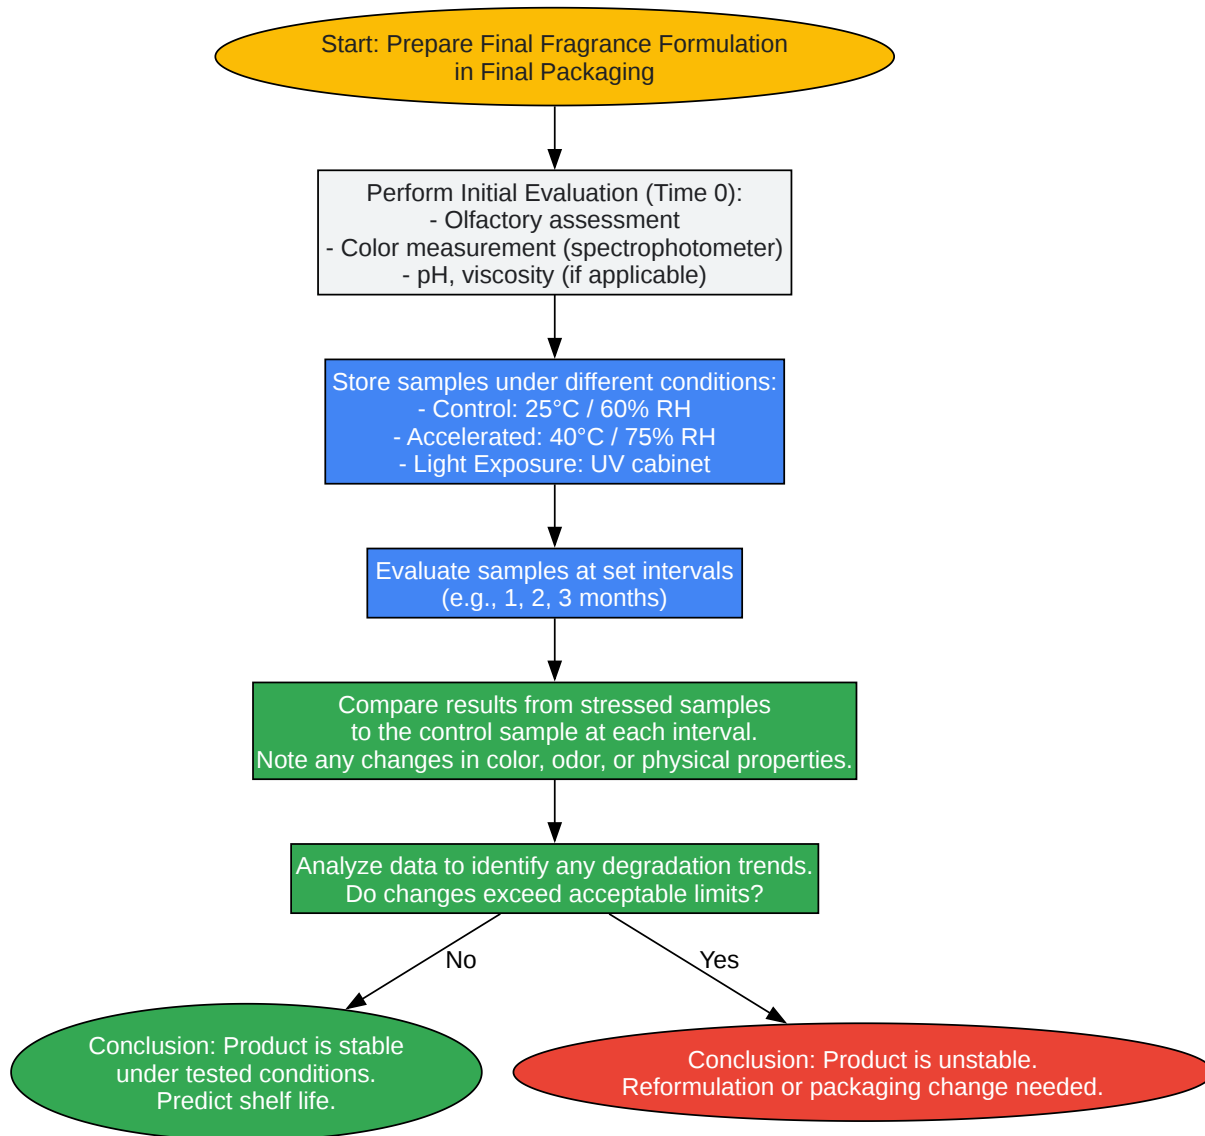 Start: Prepare Final Fragrance Formulation
in Final Packaging
Perform Initial Evaluation (Time 0):
- Olfactory assessment
- Color measurement (spectrophotometer)
- pH, viscosity (if applicable)
Store samples under different conditions:
- Control: 25°C / 60% RH
- Accelerated: 40°C / 75% RH
- Light Exposure: UV cabinet
Evaluate samples at set intervals
(e.g., 1, 2, 3 months)
Compare results from stressed samples
to the control sample at each interval.
Note any changes in color, odor, or physical properties.
Analyze data to identify any degradation trends.
Do changes exceed acceptable limits?
No
Yes
Conclusion: Product is stable
under tested conditions.
Predict shelf life.
Conclusion: Product is unstable.
Reformulation or packaging change needed.